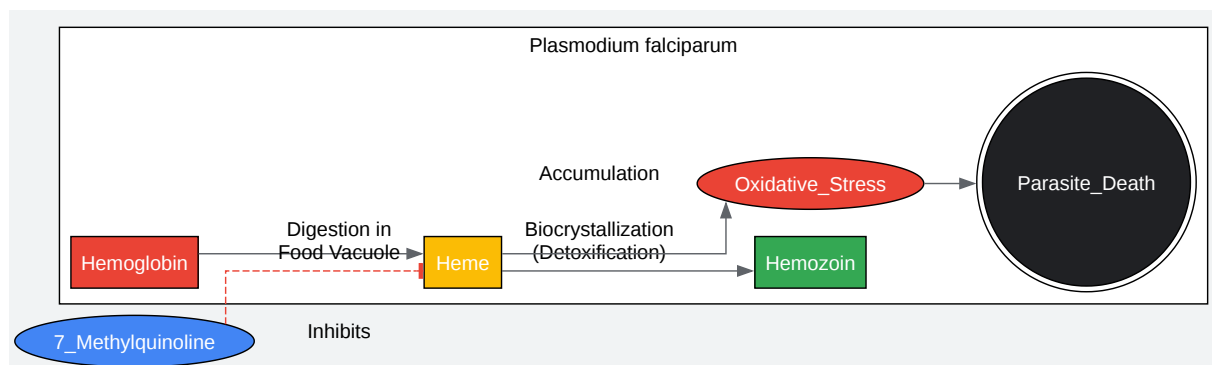 Plasmodium falciparum
Accumulation
Oxidative_Stress
Parasite_Death
Digestion in
Food Vacuole
Biocrystallization
(Detoxification)
Hemoglobin
Heme
Hemozoin
7_Methylquinoline
Inhibits